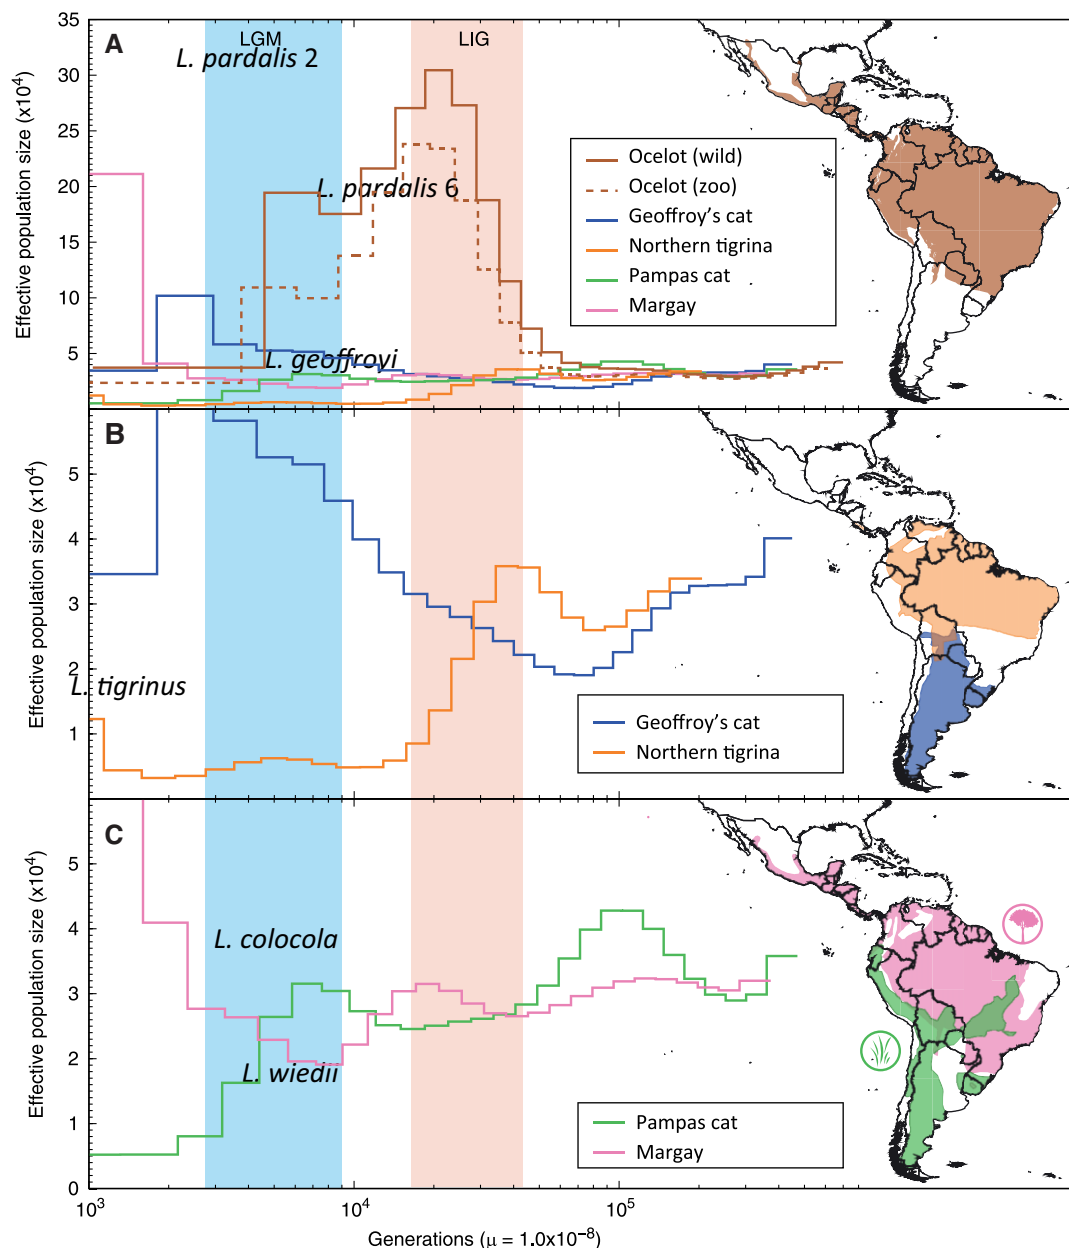 A
LGM
LIG
L. pardalis 2
L. pardalis 6
L. geoffroyi
Effective population size (x10⁴)
35
30
25
20
15
10
5
Ocelot (wild)
Ocelot (zoo)
Geoffroy's cat
Northern tigrina
Pampas cat
Margay
B
Effective population size (x10⁴)
5
4
3
2
1
L. tigrinus
Geoffroy's cat
Northern tigrina
C
Effective population size (x10⁴)
5
4
3
2
1
0
L. colocola
L. wiedii
Pampas cat
Margay
10³
10⁴
10⁵
Generations (μ = 1.0x10⁻⁸)